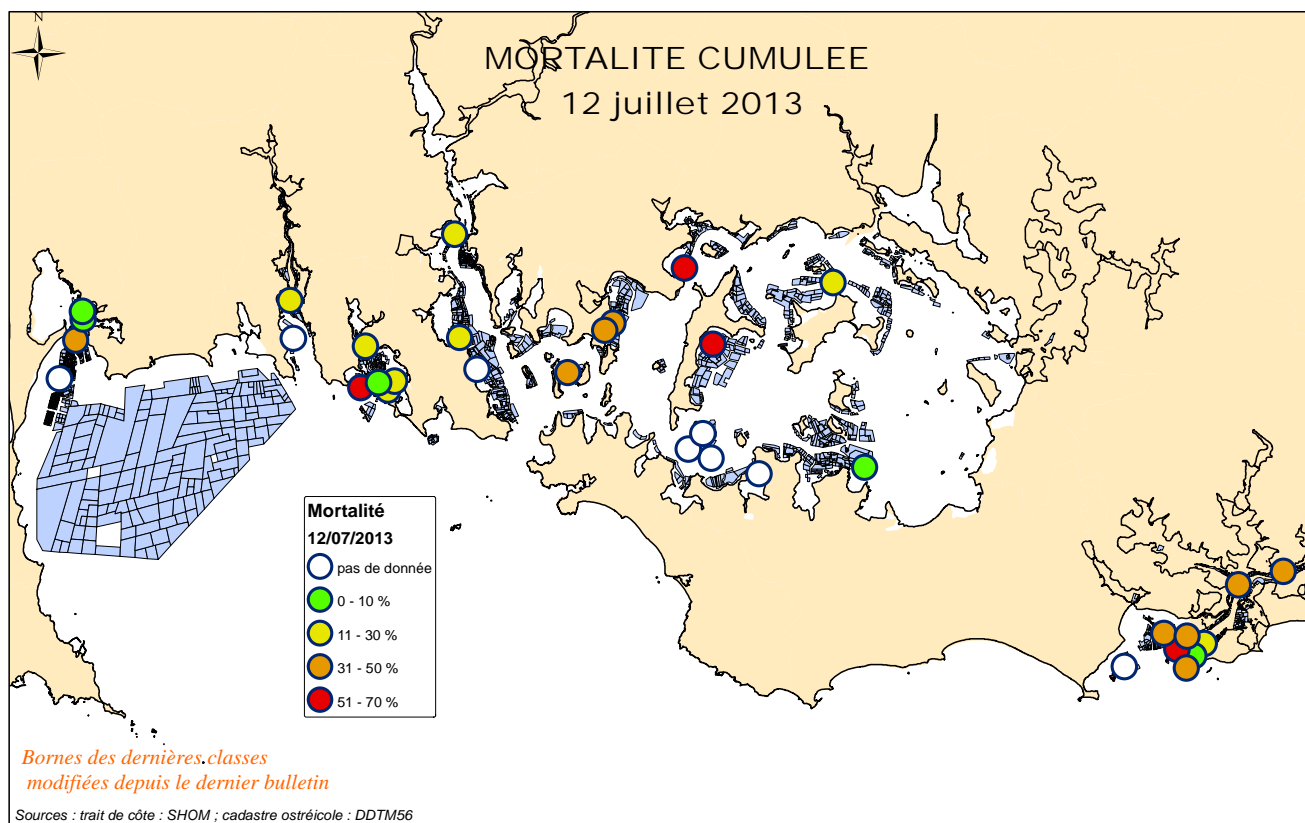 N
MORTALITE CUMULEE
12 juillet 2013
Mortalité
12/07/2013
pas de donnée
0 - 10 %
11 - 30 %
31 - 50 %
51 - 70 %
Bornes des dernières classes
modifiées depuis le dernier bulletin
Sources : trait de côte : SHOM ; cadastre ostréicole : DDTM56